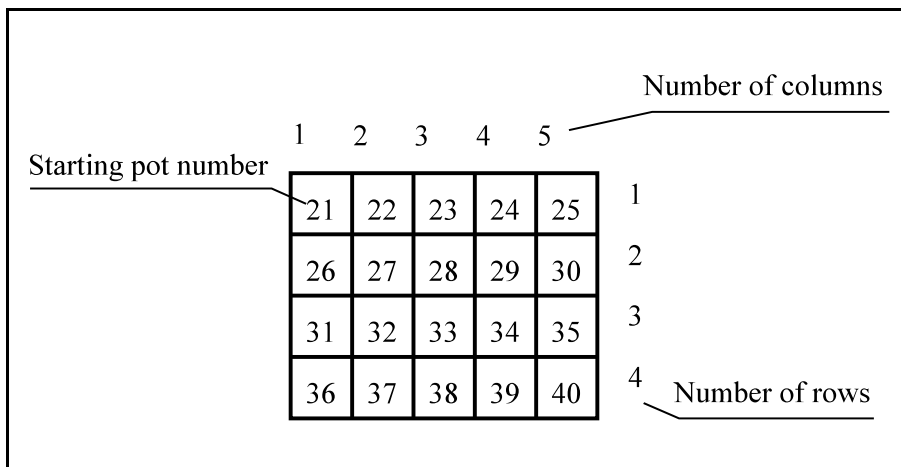 Number of columns
1 2 3 4 5
Starting pot number
21 22 23 24 25 1
26 27 28 29 30 2
31 32 33 34 35 3
36 37 38 39 40 4
Number of rows